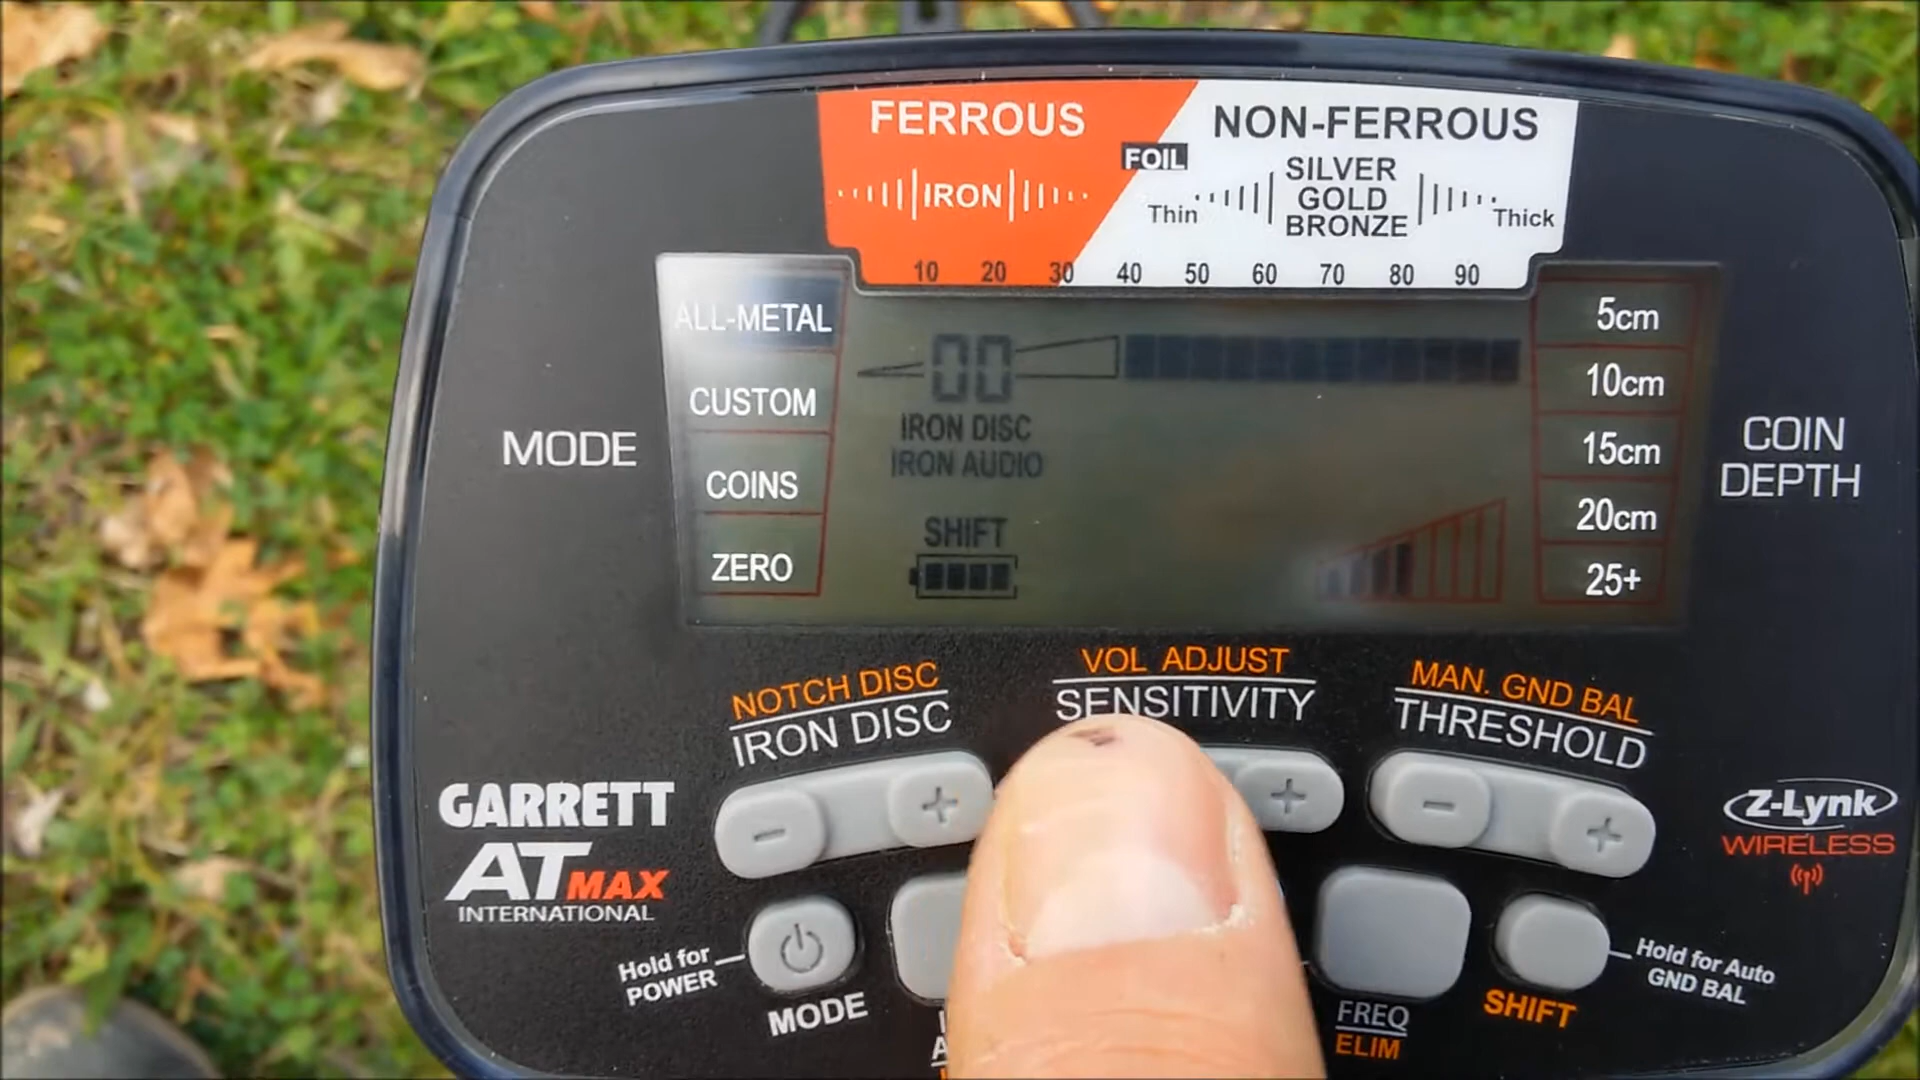 FERROUS
NON-FERROUS
FOIL
IRON
SILVER
GOLD
BRONZE
Thin
Thick
10 20 30 40 50 60 70 80 90
ALL-METAL
CUSTOM
COINS
ZERO
MODE
00
IRON DISC
IRON AUDIO
SHIFT
5cm
10cm
15cm
20cm
25+
COIN
DEPTH
NOTCH DISC
IRON DISC
VOL ADJUST
SENSITIVITY
MAN. GND BAL
THRESHOLD
- +
+
- +
GARRETT
AT MAX
INTERNATIONAL
Z-Lynk
WIRELESS
Hold for
POWER
MODE
FREQ
ELIM
SHIFT
Hold for Auto
GND BAL